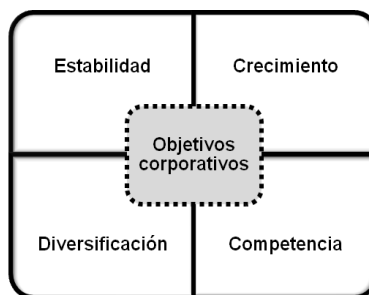 Estabilidad
Crecimiento
Objetivos
corporativos
Diversificación
Competencia